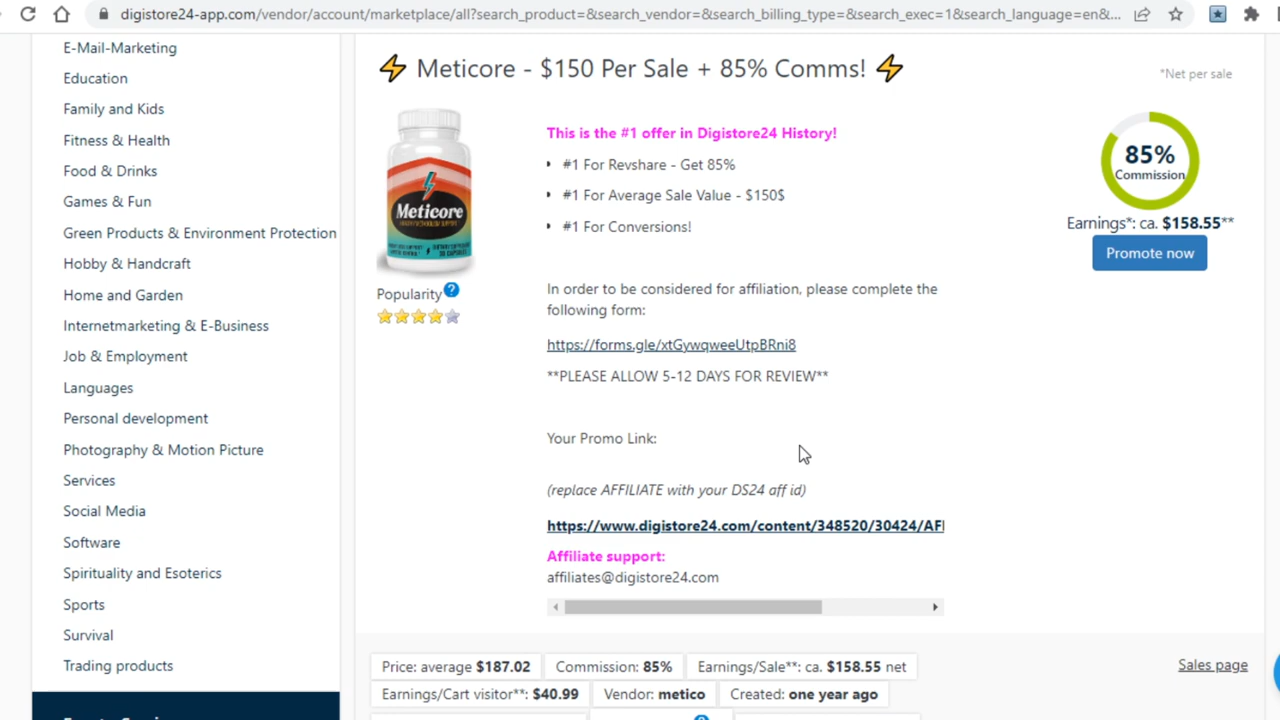 digistore24-app.com/vendor/account/marketplace/all?search_product=&search_vendor=&search_billing_type=&search_exec=1&search_language=en&...
E-Mail-Marketing
Education
Family and Kids
Fitness & Health
Food & Drinks
Games & Fun
Green Products & Environment Protection
Hobby & Handcraft
Home and Garden
Internetmarketing & E-Business
Job & Employment
Languages
Personal development
Photography & Motion Picture
Services
Social Media
Software
Spirituality and Esoterics
Sports
Survival
Trading products
⚡ Meticore - $150 Per Sale + 85% Comms! ⚡
*Net per sale
Meticore
Popularity ?
This is the #1 offer in Digistore24 History!
#1 For Revshare - Get 85%
#1 For Average Sale Value - $150$
#1 For Conversions!
In order to be considered for affiliation, please complete the
following form:
https://forms.gle/xtGywqweeUtpBRni8
**PLEASE ALLOW 5-12 DAYS FOR REVIEW**
Your Promo Link:
(replace AFFILIATE with your DS24 aff id)
https://www.digistore24.com/content/348520/30424/AFI
Affiliate support:
affiliates@digistore24.com
85%
Commission
Earnings*: ca. $158.55**
Promote now
Price: average $187.02
Commission: 85%
Earnings/Sale**: ca. $158.55 net
Sales page
Earnings/Cart visitor**: $40.99
Vendor: metico
Created: one year ago